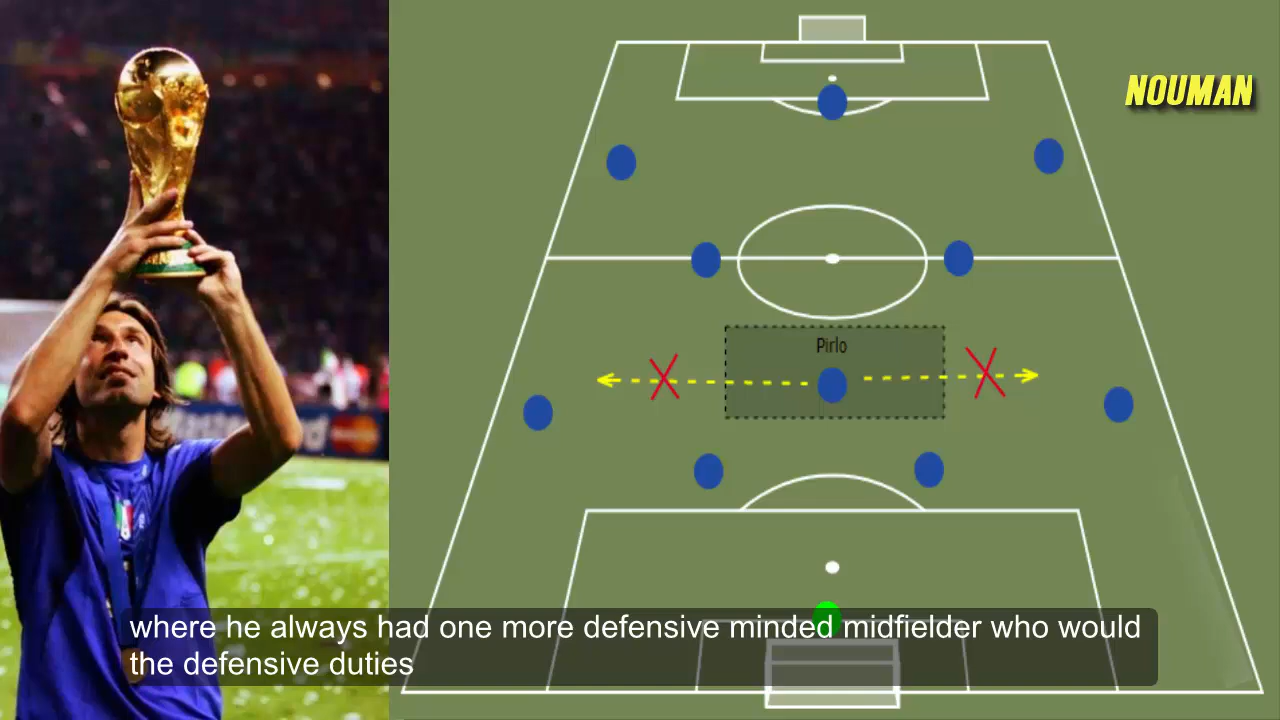 NOUMAN
Pirlo
where he always had one more defensive minded midfielder who would
the defensive duties